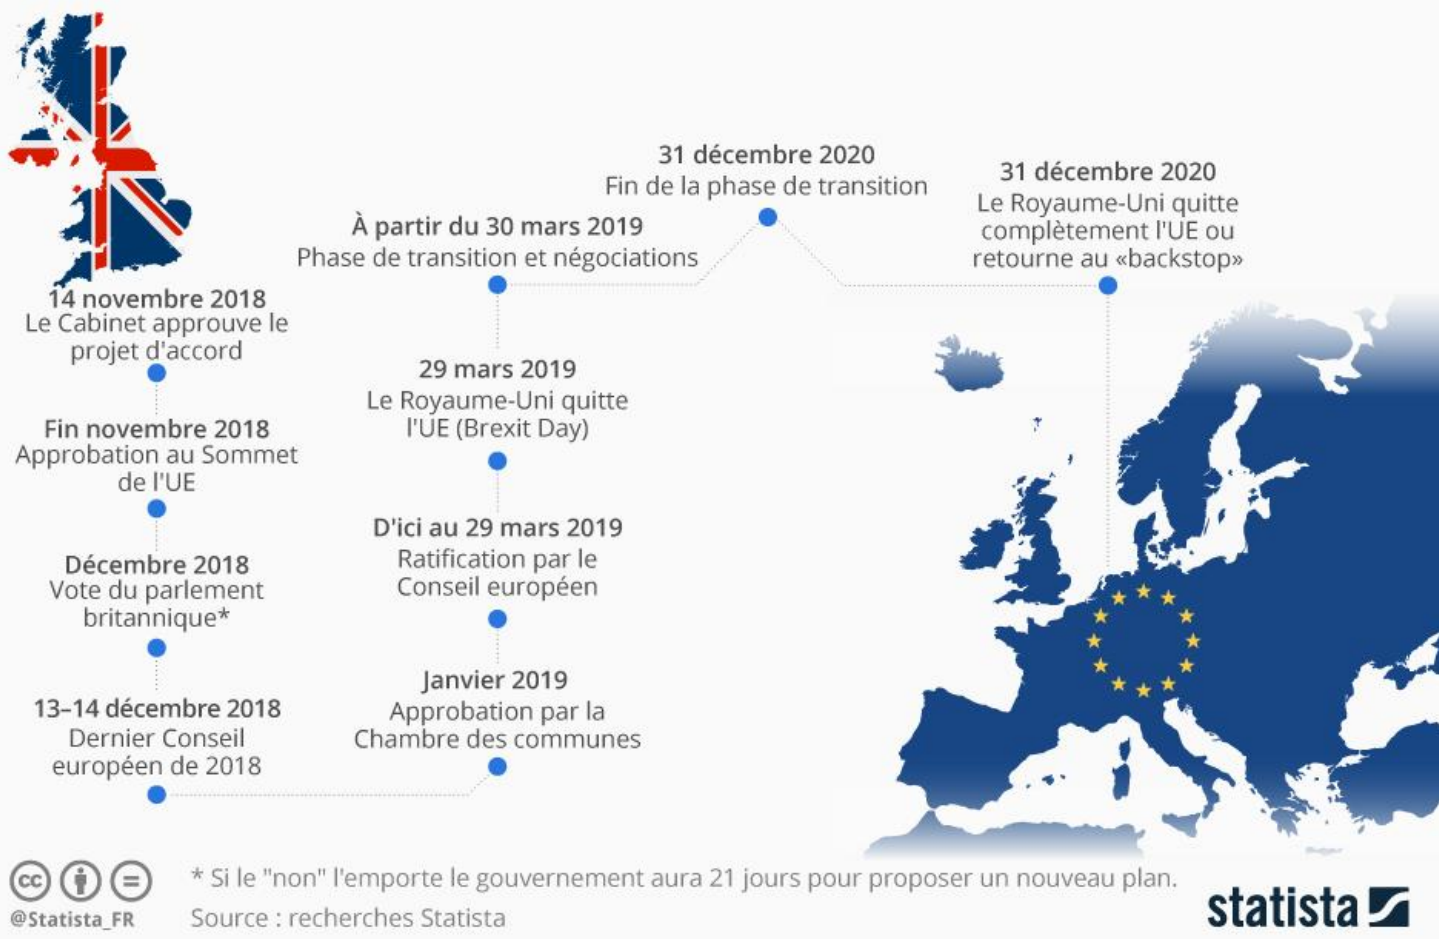 14 novembre 2018
Le Cabinet approuve le
projet d'accord
Fin novembre 2018
Approbation au Sommet
de l'UE
Décembre 2018
Vote du parlement
britannique*
13–14 décembre 2018
Dernier Conseil
européen de 2018
Janvier 2019
Approbation par la
Chambre des communes
D'ici au 29 mars 2019
Ratification par le
Conseil européen
29 mars 2019
Le Royaume-Uni quitte
l'UE (Brexit Day)
À partir du 30 mars 2019
Phase de transition et négociations
31 décembre 2020
Fin de la phase de transition
31 décembre 2020
Le Royaume-Uni quitte
complètement l'UE ou
retourne au «backstop»
* Si le "non" l'emporte le gouvernement aura 21 jours pour proposer un nouveau plan.
Source : recherches Statista
cc
@Statista_FR
statista